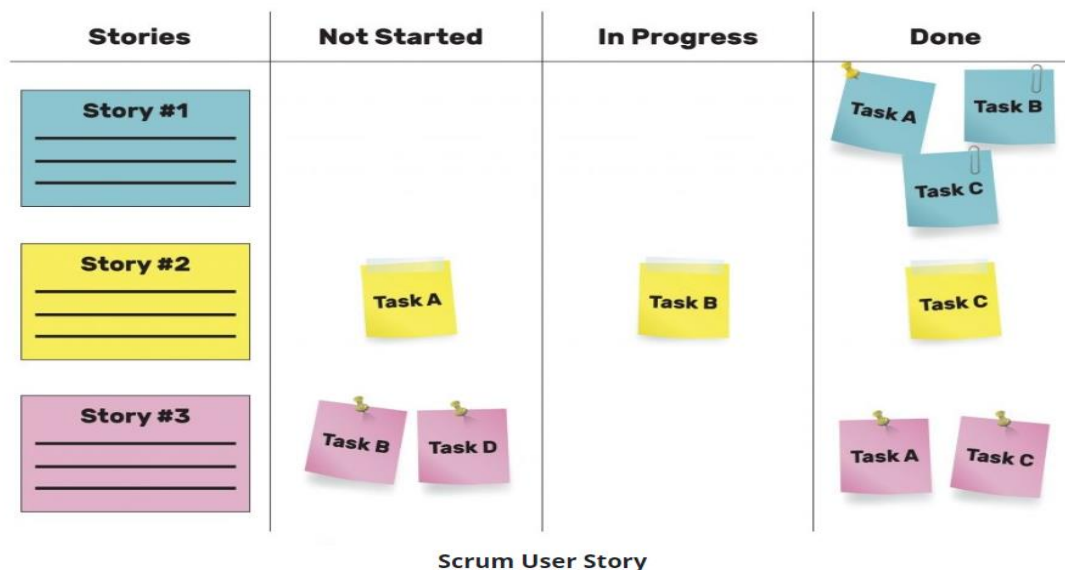 Stories Not Started In Progress Done
Story #1
Task A
Task B
Task C
Story #2
Task A
Task B
Task C
Story #3
Task B
Task D
Task A
Task C
Scrum User Story